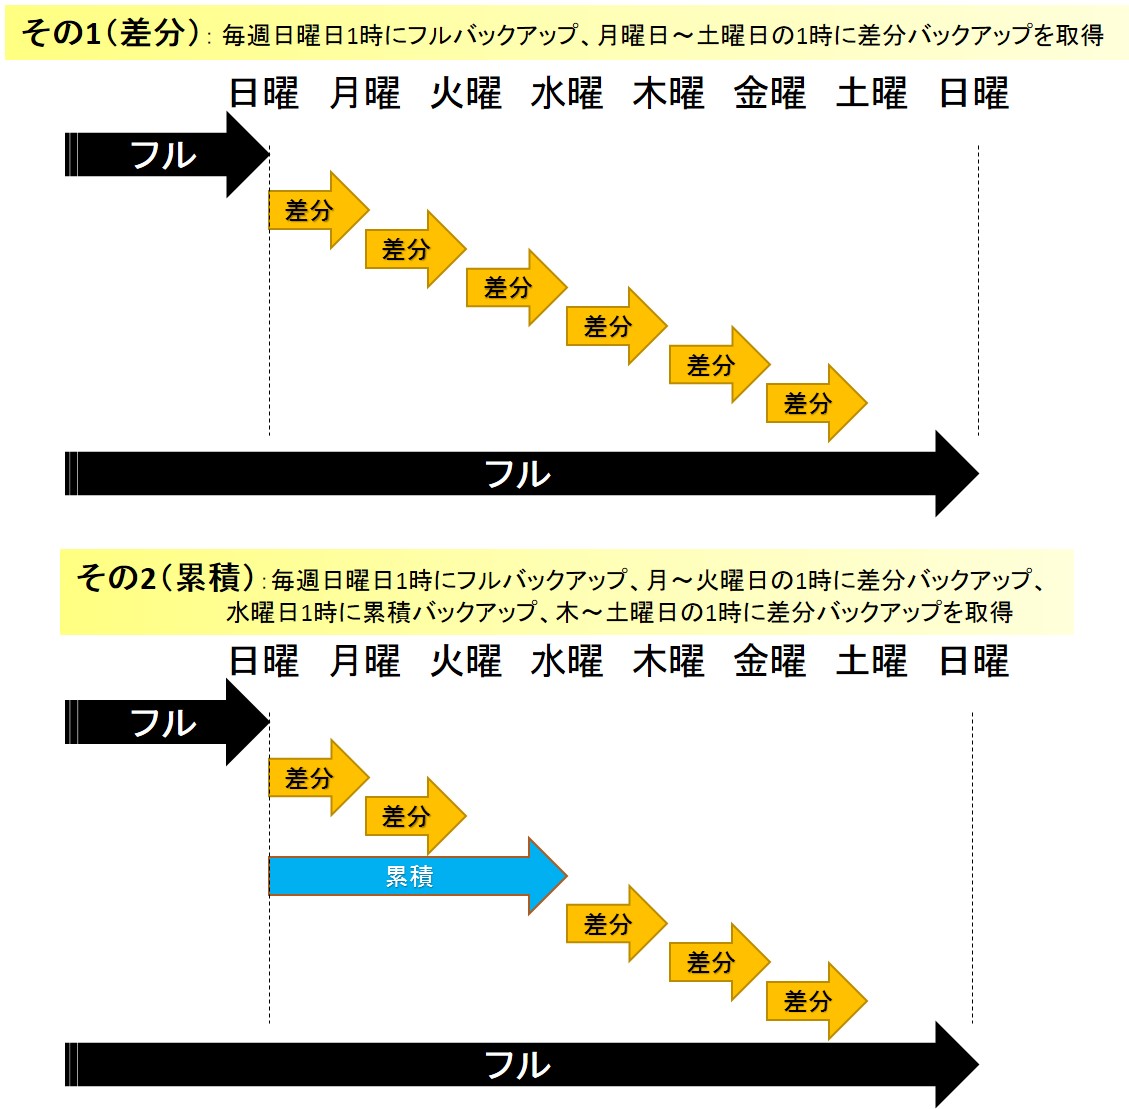 その1（差分）: 毎週日曜日1時にフルバックアップ、月曜日～土曜日の1時に差分バックアップを取得
日曜 月曜 火曜 水曜 木曜 金曜 土曜 日曜
フル
差分
差分
差分
差分
差分
差分
フル
その2（累積）: 毎週日曜日1時にフルバックアップ、月～火曜日の1時に差分バックアップ、
水曜日1時に累積バックアップ、木～土曜日の1時に差分バックアップを取得
日曜 月曜 火曜 水曜 木曜 金曜 土曜 日曜
フル
差分
差分
累積
差分
差分
差分
フル